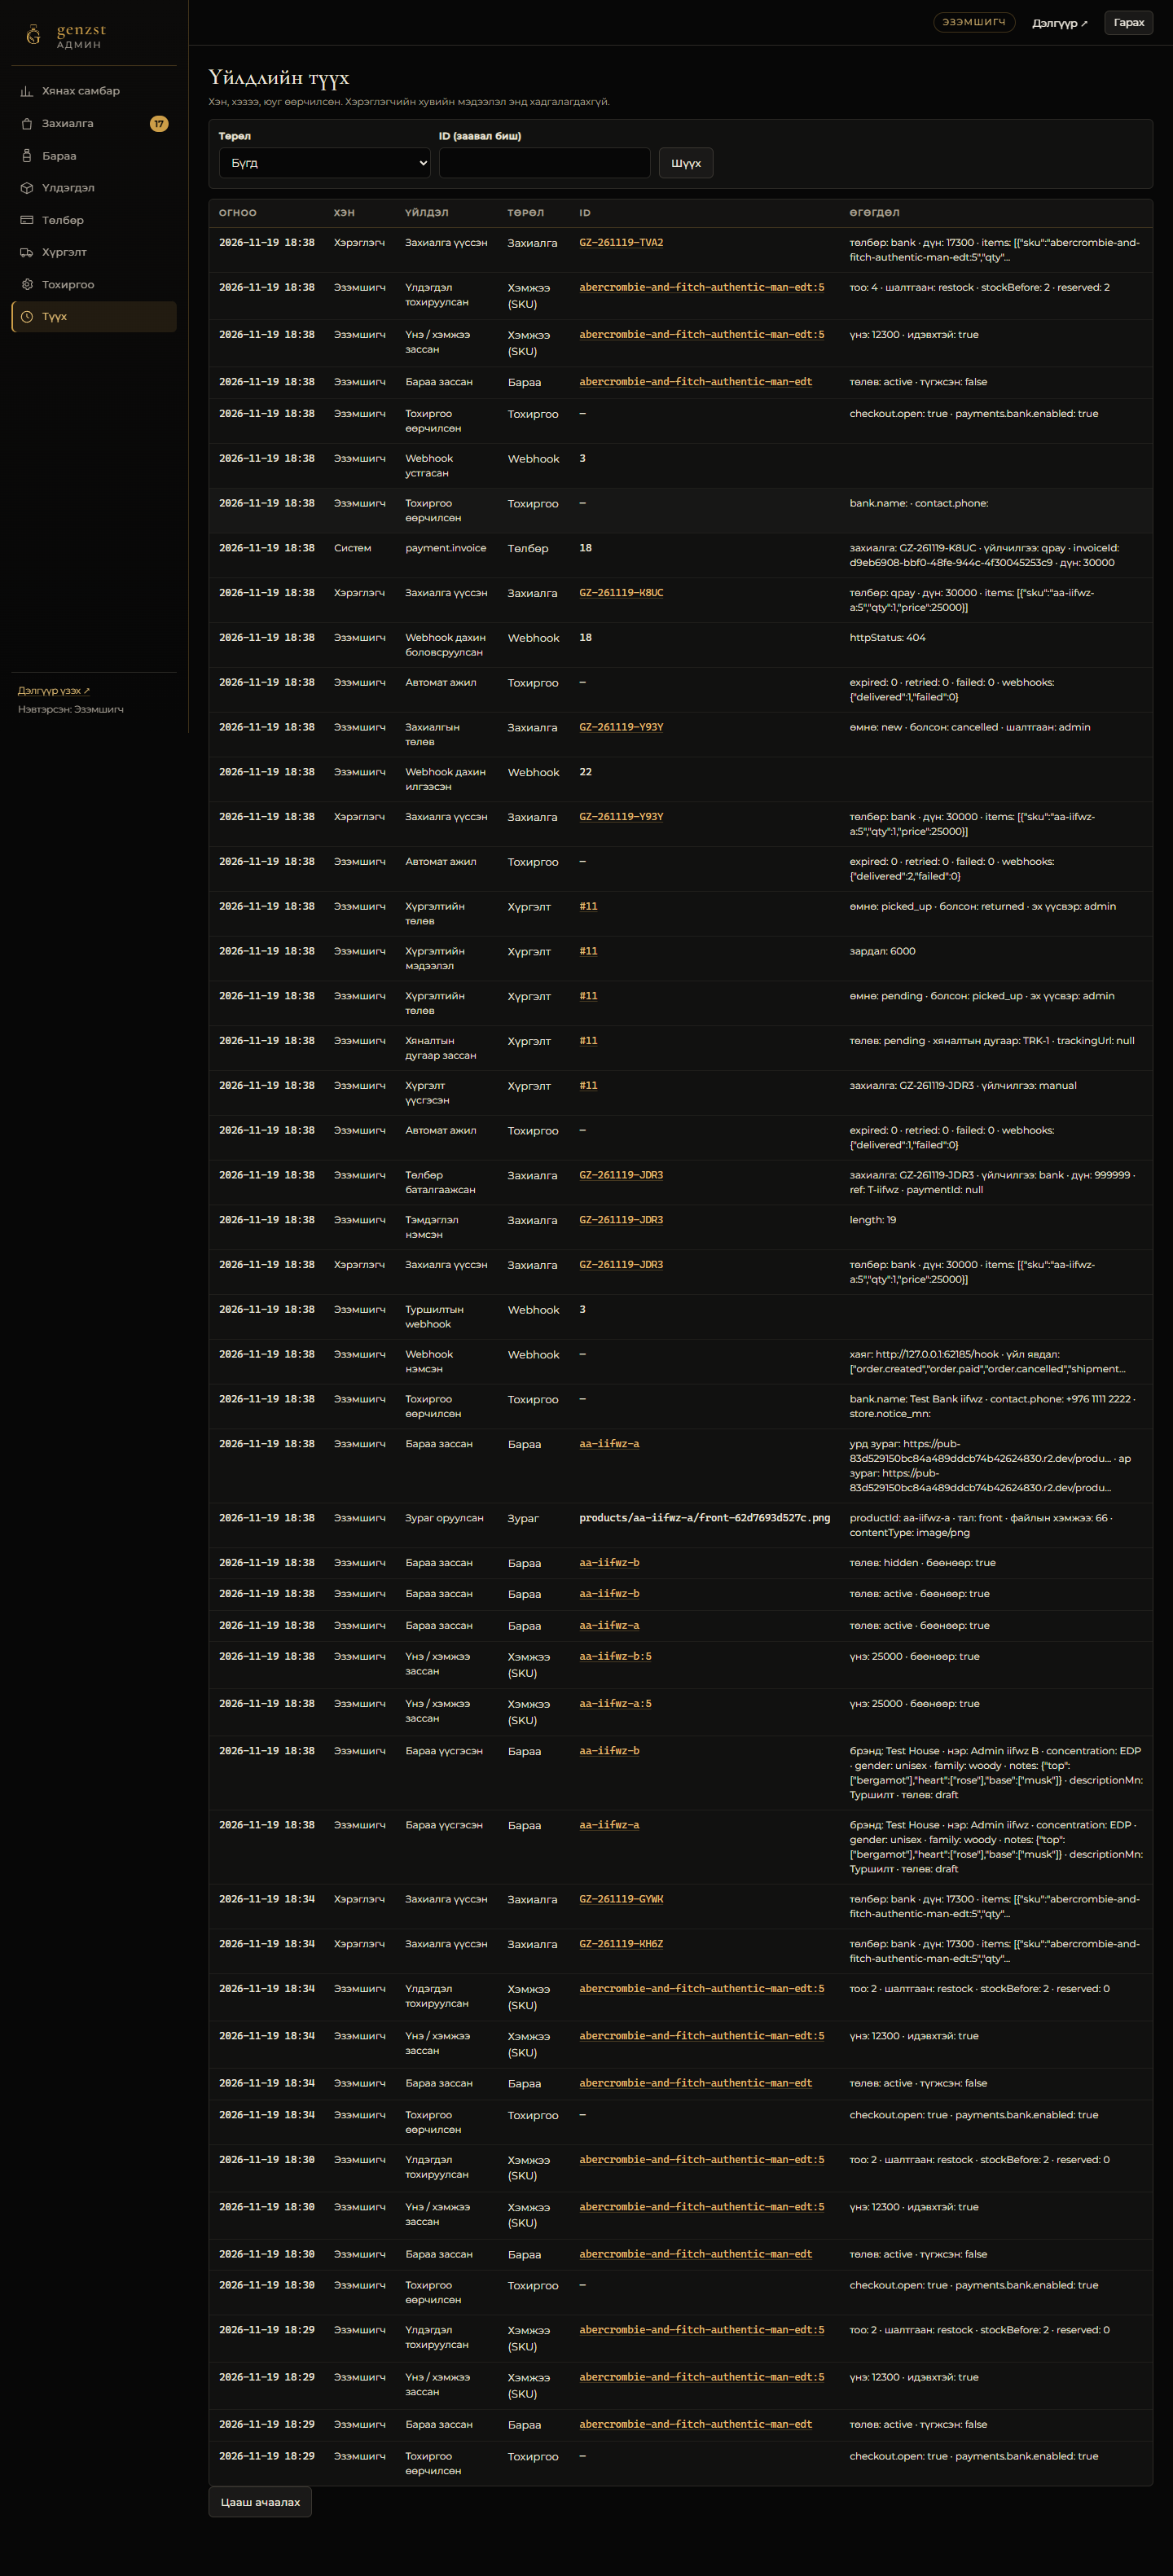 genzst
АДМИН
Хянах самбар
Захиалга 17
Бараа
Үлдэгдэл
Төлбөр
Хүргэлт
Тохиргоо
Түүх
Дэлгүүр үзэх ↗
Нэвтэрсэн: Эзэмшигч
ЭЗЭМШИГЧ Дэлгүүр ↗ Гарах
Үйлдлийн түүх
Хэн, хэзээ, юуг өөрчилсөн. Хэрэглэгчийн хувийн мэдээлэл энд хадгалагдахгүй.
Төрөл ID (заавал биш)
Бүгд Шүүх
ОГНОО ХЭН ҮЙЛДЭЛ ТӨРӨЛ ID ӨГӨГДӨЛ
2026-11-19 18:38 Хэрэглэгч Захиалга үүссэн Захиалга GZ-261119-TVA2 төлбөр: bank · дүн: 17300 · items: [{"sku":"abercrombie-and-
fitch-authentic-man-edt:5","qty"…
2026-11-19 18:38 Эзэмшигч Үлдэгдэл Хэмжээ abercrombie-and-fitch-authentic-man-edt:5 тоо: 4 · шалтгаан: restock · stockBefore: 2 · reserved: 2
тохируулсан (SKU)
2026-11-19 18:38 Эзэмшигч Үнэ / хэмжээ Хэмжээ abercrombie-and-fitch-authentic-man-edt:5 үнэ: 12300 · идэвхтэй: true
зассан (SKU)
2026-11-19 18:38 Эзэмшигч Бараа зассан Бараа abercrombie-and-fitch-authentic-man-edt төлөв: active · түгжсэн: false
2026-11-19 18:38 Эзэмшигч Тохиргоо Тохиргоо — checkout.open: true · payments.bank.enabled: true
өөрчилсөн
2026-11-19 18:38 Эзэмшигч Webhook Webhook 3
устгасан
2026-11-19 18:38 Эзэмшигч Тохиргоо Тохиргоо — bank.name: · contact.phone:
өөрчилсөн
2026-11-19 18:38 Систем payment.invoice Төлбөр 18 захиалга: GZ-261119-K8UC · үйлчилгээ: qpay · invoiceId:
d9eb6908-bbf0-48fe-944c-4f30045253c9 · дүн: 30000
2026-11-19 18:38 Хэрэглэгч Захиалга үүссэн Захиалга GZ-261119-K8UC төлбөр: qpay · дүн: 30000 · items: [{"sku":"aa-iifwz-
a:5","qty":1,"price":25000}]
2026-11-19 18:38 Эзэмшигч Webhook дахин Webhook 18 httpStatus: 404
боловсруулсан
2026-11-19 18:38 Эзэмшигч Автомат ажил Тохиргоо — expired: 0 · retried: 0 · failed: 0 · webhooks:
{"delivered":1,"failed":0}
2026-11-19 18:38 Эзэмшигч Захиалгын Захиалга GZ-261119-Y93Y өмнө: new · болсон: cancelled · шалтгаан: admin
төлөв
2026-11-19 18:38 Эзэмшигч Webhook дахин Webhook 22
илгээсэн
2026-11-19 18:38 Хэрэглэгч Захиалга үүссэн Захиалга GZ-261119-Y93Y төлбөр: bank · дүн: 30000 · items: [{"sku":"aa-iifwz-
a:5","qty":1,"price":25000}]
2026-11-19 18:38 Эзэмшигч Автомат ажил Тохиргоо — expired: 0 · retried: 0 · failed: 0 · webhooks:
{"delivered":2,"failed":0}
2026-11-19 18:38 Эзэмшигч Хүргэлтийн Хүргэлт #11 өмнө: picked_up · болсон: returned · эх үүсвэр: admin
төлөв
2026-11-19 18:38 Эзэмшигч Хүргэлтийн Хүргэлт #11 зардал: 6000
мэдээлэл
2026-11-19 18:38 Эзэмшигч Хүргэлтийн Хүргэлт #11 өмнө: pending · болсон: picked_up · эх үүсвэр: admin
төлөв
2026-11-19 18:38 Эзэмшигч Хяналтын Хүргэлт #11 төлөв: pending · хяналтын дугаар: TRK-1 · trackingUrl: null
дугаар зассан
2026-11-19 18:38 Эзэмшигч Хүргэлт Хүргэлт #11 захиалга: GZ-261119-JDR3 · үйлчилгээ: manual
үүсгэсэн
2026-11-19 18:38 Эзэмшигч Автомат ажил Тохиргоо — expired: 0 · retried: 0 · failed: 0 · webhooks:
{"delivered":1,"failed":0}
2026-11-19 18:38 Эзэмшигч Төлбөр Захиалга GZ-261119-JDR3 захиалга: GZ-261119-JDR3 · үйлчилгээ: bank · дүн: 999999 ·
баталгаажсан ref: T-iifwz · paymentId: null
2026-11-19 18:38 Эзэмшигч Тэмдэглэл Захиалга GZ-261119-JDR3 length: 19
нэмсэн
2026-11-19 18:38 Хэрэглэгч Захиалга үүссэн Захиалга GZ-261119-JDR3 төлбөр: bank · дүн: 30000 · items: [{"sku":"aa-iifwz-
a:5","qty":1,"price":25000}]
2026-11-19 18:38 Эзэмшигч Туршилтын Webhook 3
webhook
2026-11-19 18:38 Эзэмшигч Webhook Webhook — хаяг: http://127.0.0.1:62185/hook · үйл явдал:
нэмсэн ["order.created","order.paid","order.cancelled","shipment…
2026-11-19 18:38 Эзэмшигч Тохиргоо Тохиргоо — bank.name: Test Bank iifwz · contact.phone: +976 1111 2222 ·
өөрчилсөн store.notice_mn:
2026-11-19 18:38 Эзэмшигч Бараа зассан Бараа aa-iifwz-a урд зураг: https://pub-
83d529150bc84a489ddcb74b42624830.r2.dev/produ… · ар
зураг: https://pub-
83d529150bc84a489ddcb74b42624830.r2.dev/produ…
2026-11-19 18:38 Эзэмшигч Зураг оруулсан Зураг products/aa-iifwz-a/front-62d7693d527c.png productId: aa-iifwz-a · тал: front · файлын хэмжээ: 66 ·
contentType: image/png
2026-11-19 18:38 Эзэмшигч Бараа зассан Бараа aa-iifwz-b төлөв: hidden · бөөнөөр: true
2026-11-19 18:38 Эзэмшигч Бараа зассан Бараа aa-iifwz-b төлөв: active · бөөнөөр: true
2026-11-19 18:38 Эзэмшигч Бараа зассан Бараа aa-iifwz-a төлөв: active · бөөнөөр: true
2026-11-19 18:38 Эзэмшигч Үнэ / хэмжээ Хэмжээ aa-iifwz-b:5 үнэ: 25000 · бөөнөөр: true
зассан (SKU)
2026-11-19 18:38 Эзэмшигч Үнэ / хэмжээ Хэмжээ aa-iifwz-a:5 үнэ: 25000 · бөөнөөр: true
зассан (SKU)
2026-11-19 18:38 Эзэмшигч Бараа үүсгэсэн Бараа aa-iifwz-b брэнд: Test House · нэр: Admin iifwz B · concentration: EDP
· gender: unisex · family: woody · notes: {"top":
["bergamot"],"heart":["rose"],"base":["musk"]} · descriptionMn:
Туршилт · төлөв: draft
2026-11-19 18:38 Эзэмшигч Бараа үүсгэсэн Бараа aa-iifwz-a брэнд: Test House · нэр: Admin iifwz · concentration: EDP ·
gender: unisex · family: woody · notes: {"top":
["bergamot"],"heart":["rose"],"base":["musk"]} · descriptionMn:
Туршилт · төлөв: draft
2026-11-19 18:34 Хэрэглэгч Захиалга үүссэн Захиалга GZ-261119-GYWK төлбөр: bank · дүн: 17300 · items: [{"sku":"abercrombie-and-
fitch-authentic-man-edt:5","qty"…
2026-11-19 18:34 Хэрэглэгч Захиалга үүссэн Захиалга GZ-261119-KH6Z төлбөр: bank · дүн: 17300 · items: [{"sku":"abercrombie-and-
fitch-authentic-man-edt:5","qty"…
2026-11-19 18:34 Эзэмшигч Үлдэгдэл Хэмжээ abercrombie-and-fitch-authentic-man-edt:5 тоо: 2 · шалтгаан: restock · stockBefore: 2 · reserved: 0
тохируулсан (SKU)
2026-11-19 18:34 Эзэмшигч Үнэ / хэмжээ Хэмжээ abercrombie-and-fitch-authentic-man-edt:5 үнэ: 12300 · идэвхтэй: true
зассан (SKU)
2026-11-19 18:34 Эзэмшигч Бараа зассан Бараа abercrombie-and-fitch-authentic-man-edt төлөв: active · түгжсэн: false
2026-11-19 18:34 Эзэмшигч Тохиргоо Тохиргоо — checkout.open: true · payments.bank.enabled: true
өөрчилсөн
2026-11-19 18:30 Эзэмшигч Үлдэгдэл Хэмжээ abercrombie-and-fitch-authentic-man-edt:5 тоо: 2 · шалтгаан: restock · stockBefore: 2 · reserved: 0
тохируулсан (SKU)
2026-11-19 18:30 Эзэмшигч Үнэ / хэмжээ Хэмжээ abercrombie-and-fitch-authentic-man-edt:5 үнэ: 12300 · идэвхтэй: true
зассан (SKU)
2026-11-19 18:30 Эзэмшигч Бараа зассан Бараа abercrombie-and-fitch-authentic-man-edt төлөв: active · түгжсэн: false
2026-11-19 18:30 Эзэмшигч Тохиргоо Тохиргоо — checkout.open: true · payments.bank.enabled: true
өөрчилсөн
2026-11-19 18:29 Эзэмшигч Үлдэгдэл Хэмжээ abercrombie-and-fitch-authentic-man-edt:5 тоо: 2 · шалтгаан: restock · stockBefore: 2 · reserved: 0
тохируулсан (SKU)
2026-11-19 18:29 Эзэмшигч Үнэ / хэмжээ Хэмжээ abercrombie-and-fitch-authentic-man-edt:5 үнэ: 12300 · идэвхтэй: true
зассан (SKU)
2026-11-19 18:29 Эзэмшигч Бараа зассан Бараа abercrombie-and-fitch-authentic-man-edt төлөв: active · түгжсэн: false
2026-11-19 18:29 Эзэмшигч Тохиргоо Тохиргоо — checkout.open: true · payments.bank.enabled: true
өөрчилсөн
Цааш ачаалах